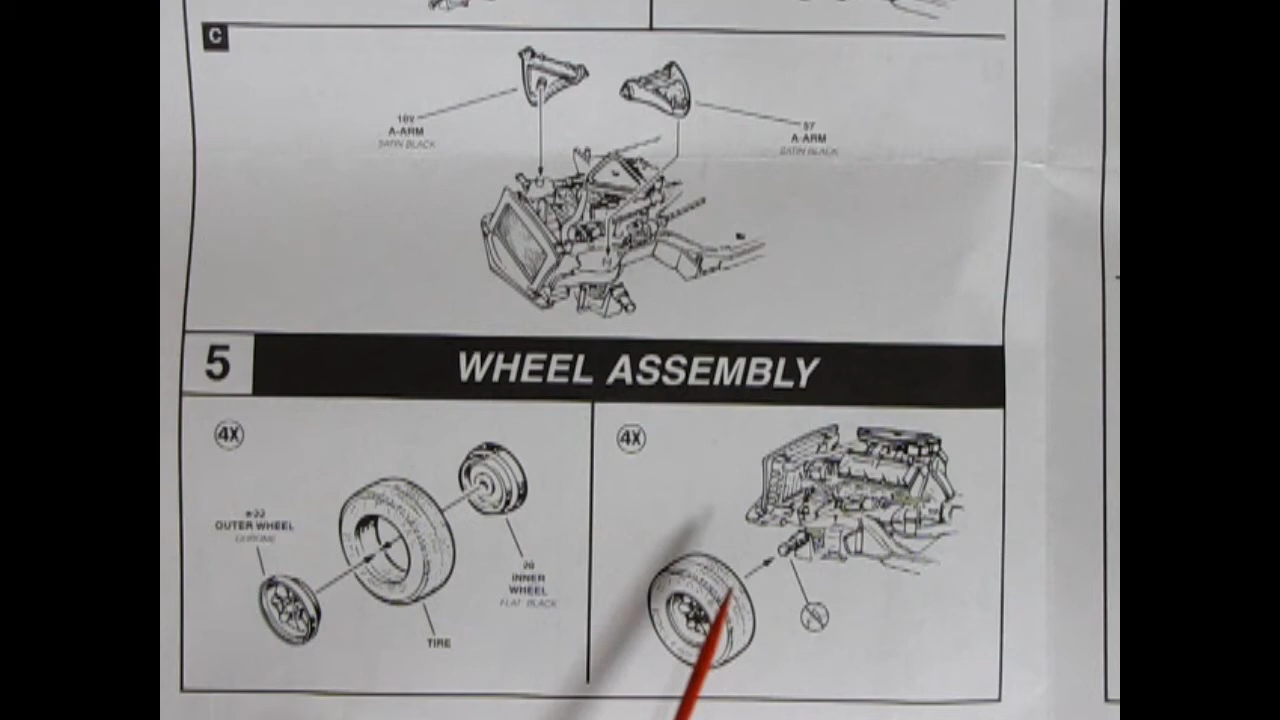 C
A-ARM
SATIN BLACK
57
A-ARM
SATIN BLACK
5
WHEEL ASSEMBLY
4X
OUTER WHEEL
CHROME
TIRE
INNER
WHEEL
FLAT BLACK
4X